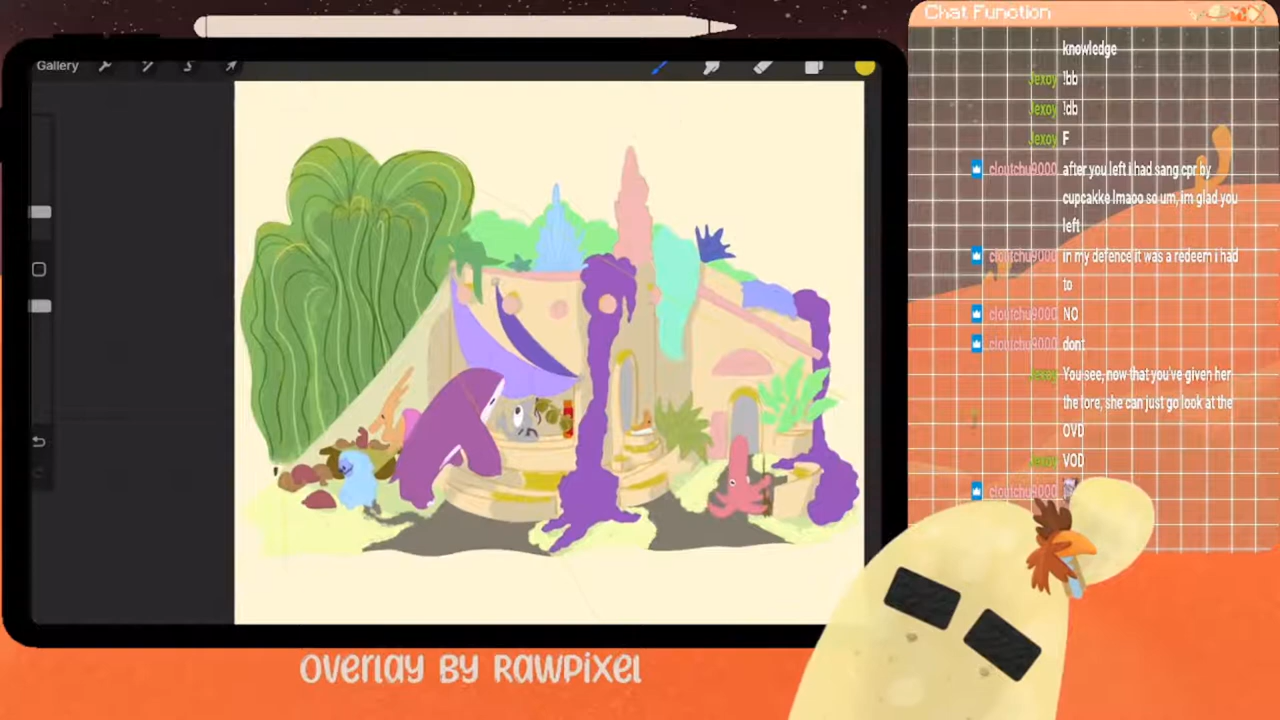 Chat Function
Gallery
knowledge
Jexoy !bb
Jexoy !db
Jexoy F
cloutchu9000 after you left i had sang cpr by
cupcakke lmaoo so um, im glad you
left
cloutchu9000 in my defence it was a redeem i had
to
cloutchu9000 NO
cloutchu9000 dont
Jexoy You see, now that you've given her
the lore, she can just go look at the
OVD
Jexoy VOD
cloutchu9000
Overlay by Rawpixel